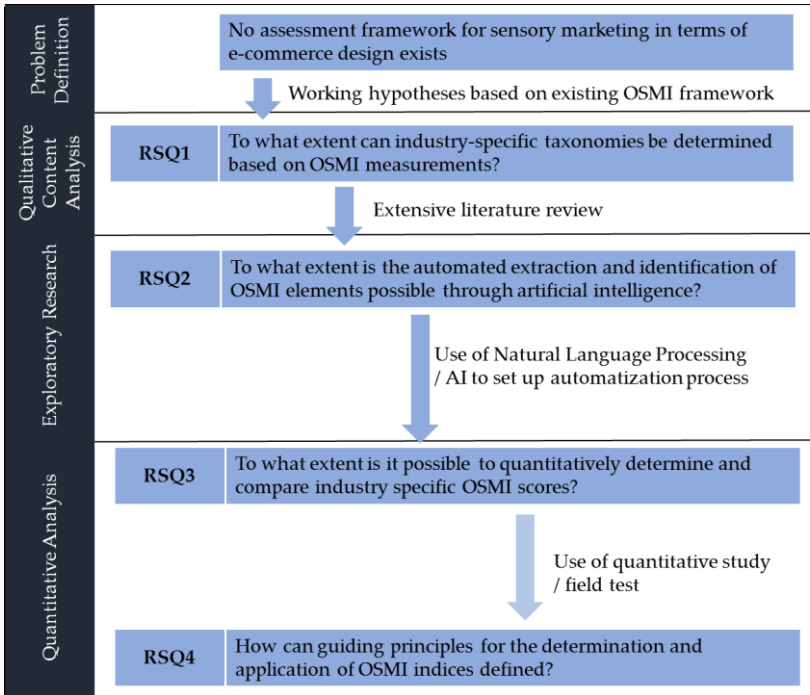 Problem
Definition
No assessment framework for sensory marketing in terms of
e-commerce design exists
Working hypotheses based on existing OSMI framework
Qualitative
Content
Analysis
RSQ1
To what extent can industry-specific taxonomies be determined
based on OSMI measurements?
Extensive literature review
Exploratory Research
RSQ2
To what extent is the automated extraction and identification of
OSMI elements possible through artificial intelligence?
Use of Natural Language Processing
/ AI to set up automatization process
Quantitative Analysis
RSQ3
To what extent is it possible to quantitatively determine and
compare industry specific OSMI scores?
Use of quantitative study
/ field test
RSQ4
How can guiding principles for the determination and
application of OSMI indices defined?